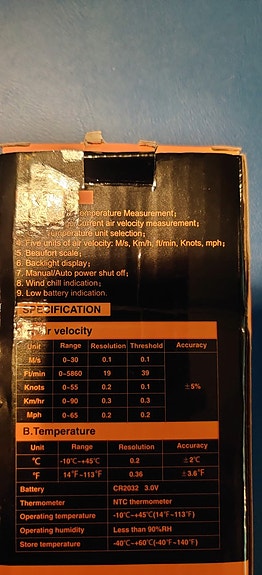 emperature Measurement;
current air velocity measurement;
emperature unit selection;
4. Five units of air velocity: M/s, Km/h, ft/min, Knots, mph;
5. Beaufort scale;
6. Backlight display;
7. Manual/Auto power shut off;
8. Wind chill indication;
9. Low battery indication.
SPECIFICATION
r velocity
Unit Range Resolution Threshold Accuracy
M/s 0~30 0.1 0.1
Ft/min 0~5860 19 39
Knots 0~55 0.2 0.1 ±5%
Km/hr 0~90 0.3 0.3
Mph 0~65 0.2 0.2
B.Temperature
Unit Range Resolution Accuracy
℃ -10℃~+45℃ 0.2 ±2℃
℉ 14℉~113℉ 0.36 ±3.6℉
Battery CR2032 3.0V
Thermometer NTC thermometer
Operating temperature -10℃~+45℃(14℉~113℉)
Operating humidity Less than 90%RH
Store temperature -40℃~+60℃(-40℉~140℉)